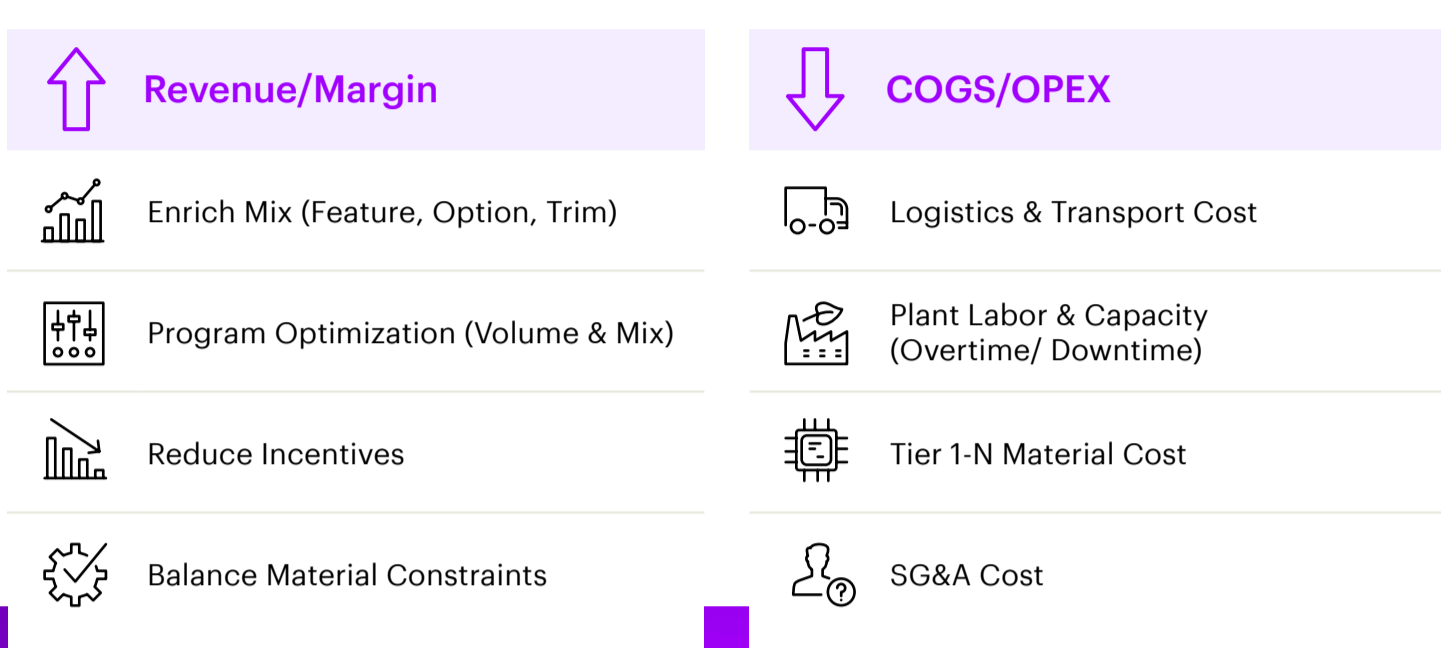 Revenue/Margin
Enrich Mix (Feature, Option, Trim)
Program Optimization (Volume & Mix)
Reduce Incentives
Balance Material Constraints
COGS/OPEX
Logistics & Transport Cost
Plant Labor & Capacity
(Overtime/ Downtime)
Tier 1-N Material Cost
SG&A Cost